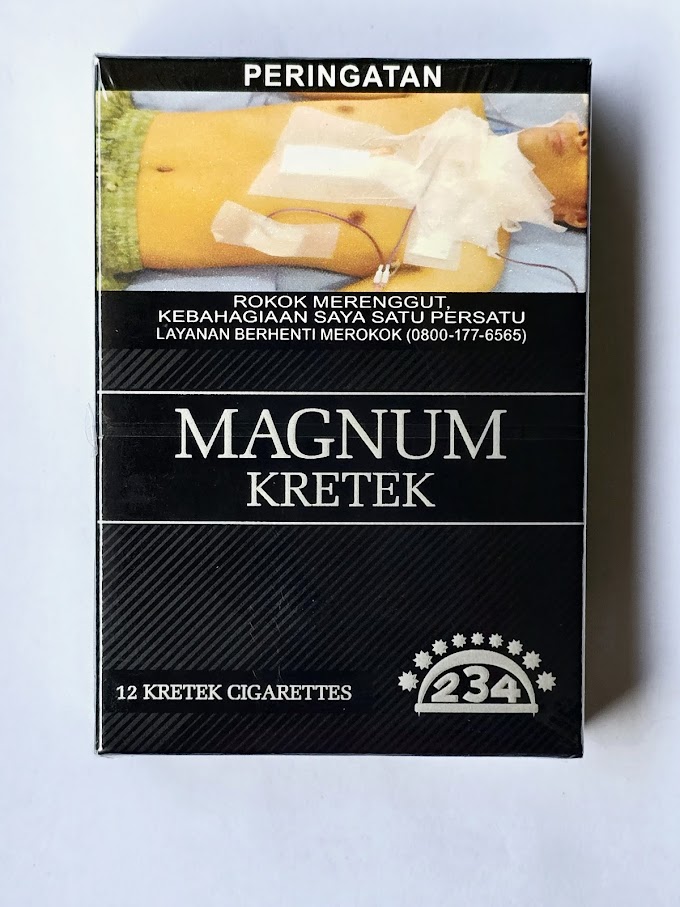 PERINGATAN
ROKOK MERENGGUT,
KEBAHAGIAAN SAYA SATU PERSATU
LAYANAN BERHENTI MEROKOK (0800-177-6565)
MAGNUM
KRETEK
12 KRETEK CIGARETTES
234